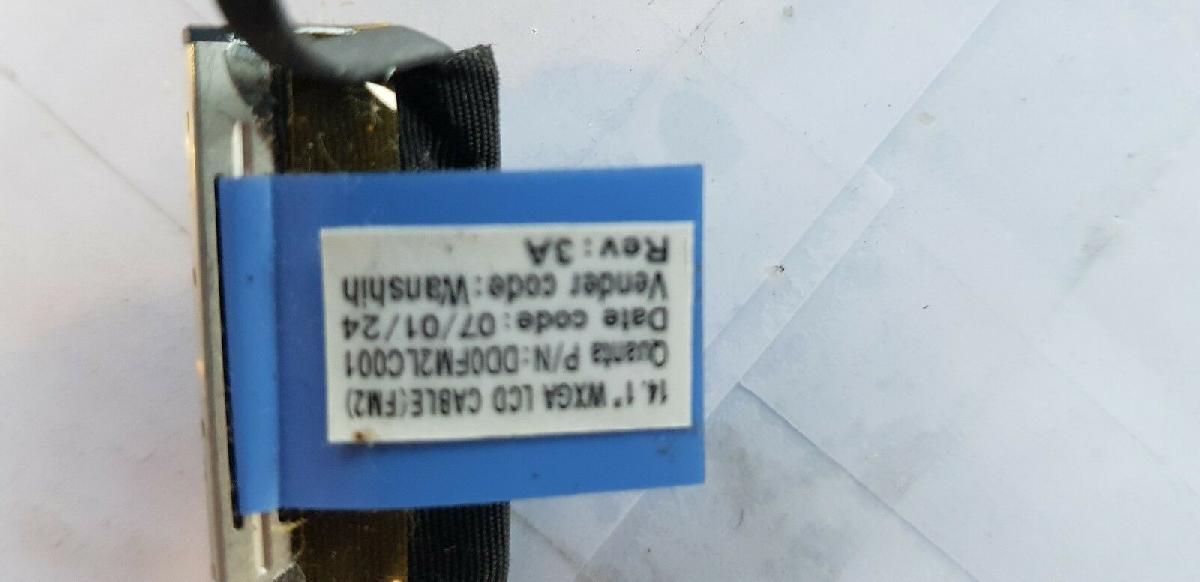 14.1" WXGA LCD CABLE(FM2)
Quanta P/N:DD0FM2LC001
Date code:07/01/24
Vender code:Wanshih
Rev:3A